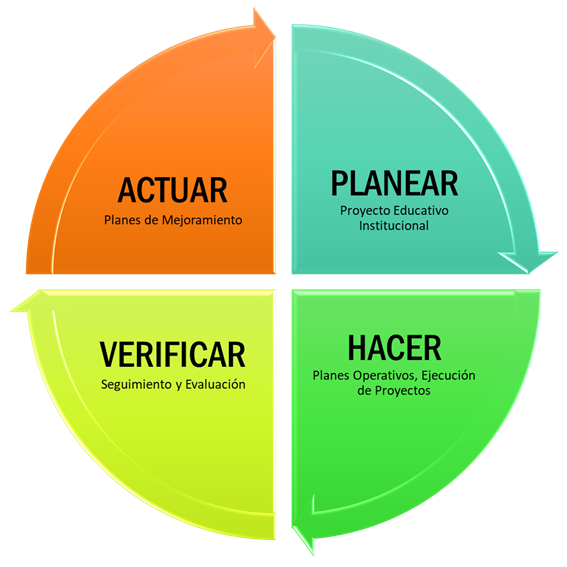 ACTUAR
Planes de Mejoramiento
PLANEAR
Proyecto Educativo
Institucional
VERIFICAR
Seguimiento y Evaluación
HACER
Planes Operativos, Ejecución
de Proyectos